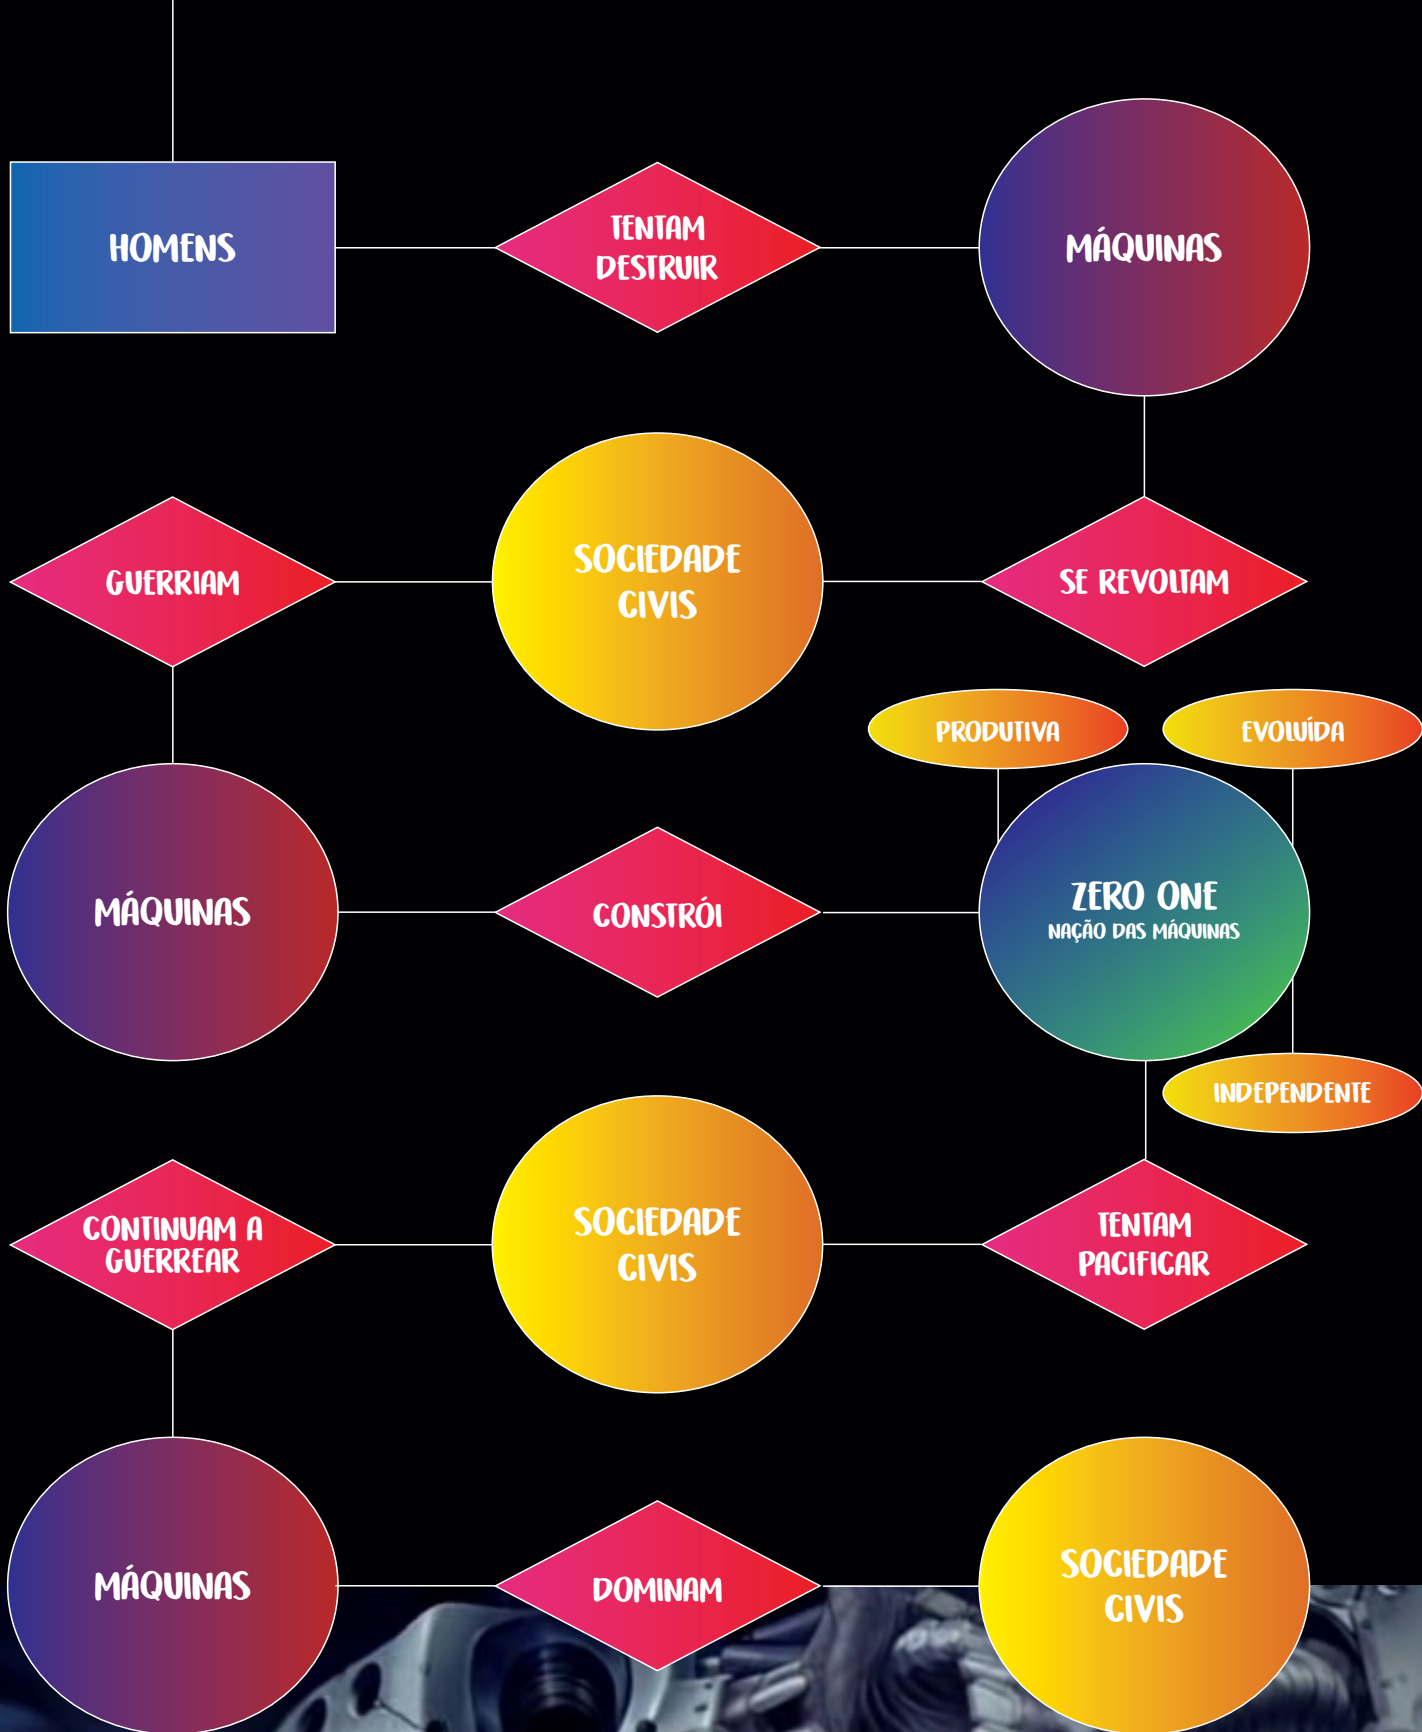 HOMENS
TENTAM
DESTRUIR
MÁQUINAS
GUERRIAM
SOCIEDADE
CIVIS
SE REVOLTAM
PRODUTIVA
EVOLUÍDA
MÁQUINAS
CONSTRÓI
ZERO ONE
NAÇÃO DAS MÁQUINAS
INDEPENDENTE
CONTINUAM A
GUERREAR
SOCIEDADE
CIVIS
TENTAM
PACIFICAR
MÁQUINAS
DOMINAM
SOCIEDADE
CIVIS